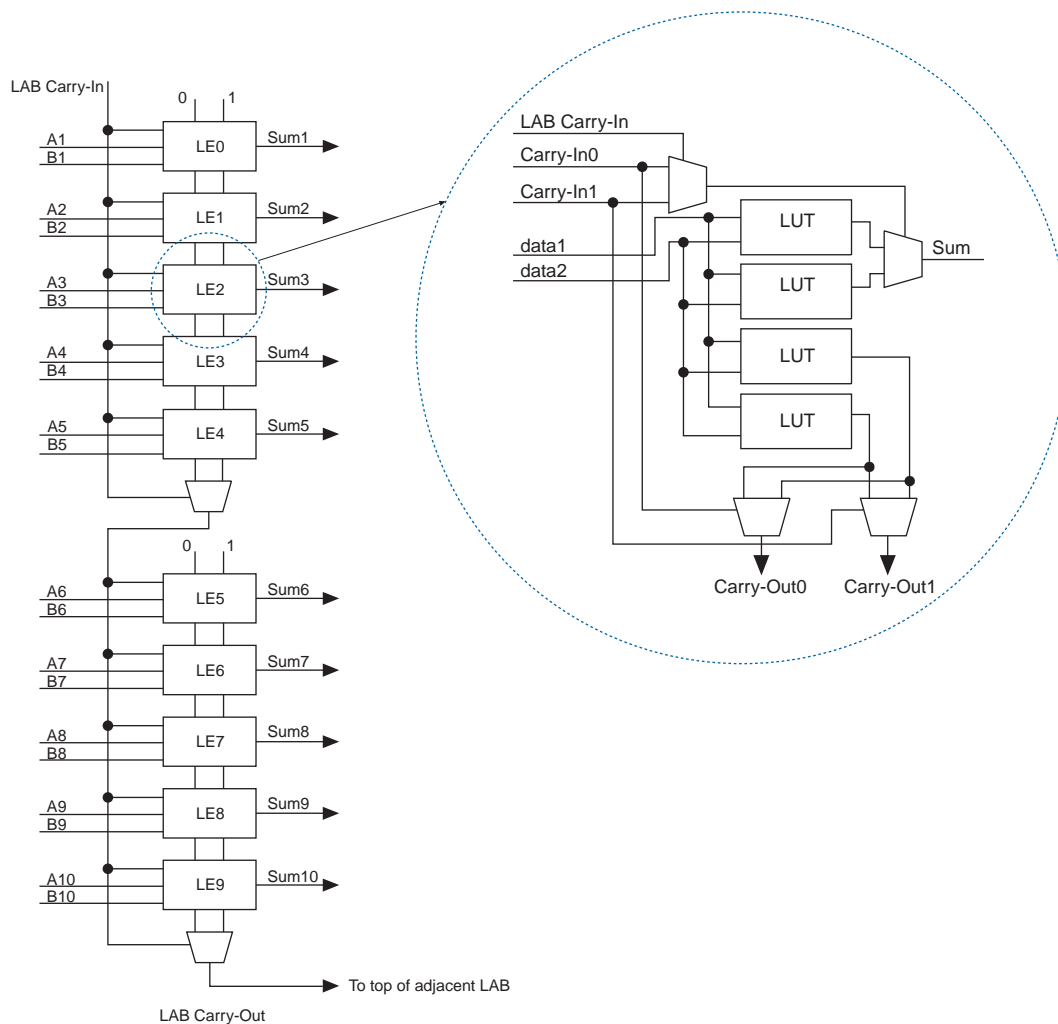 LAB Carry-In
0 1
A1
B1
LE0
Sum1
A2
B2
LE1
Sum2
A3
B3
LE2
Sum3
A4
B4
LE3
Sum4
A5
B5
LE4
Sum5
0 1
A6
B6
LE5
Sum6
A7
B7
LE6
Sum7
A8
B8
LE7
Sum8
A9
B9
LE8
Sum9
A10
B10
LE9
Sum10
To top of adjacent LAB
LAB Carry-Out
LAB Carry-In
Carry-In0
Carry-In1
data1
data2
LUT
LUT
LUT
LUT
Sum
Carry-Out0
Carry-Out1